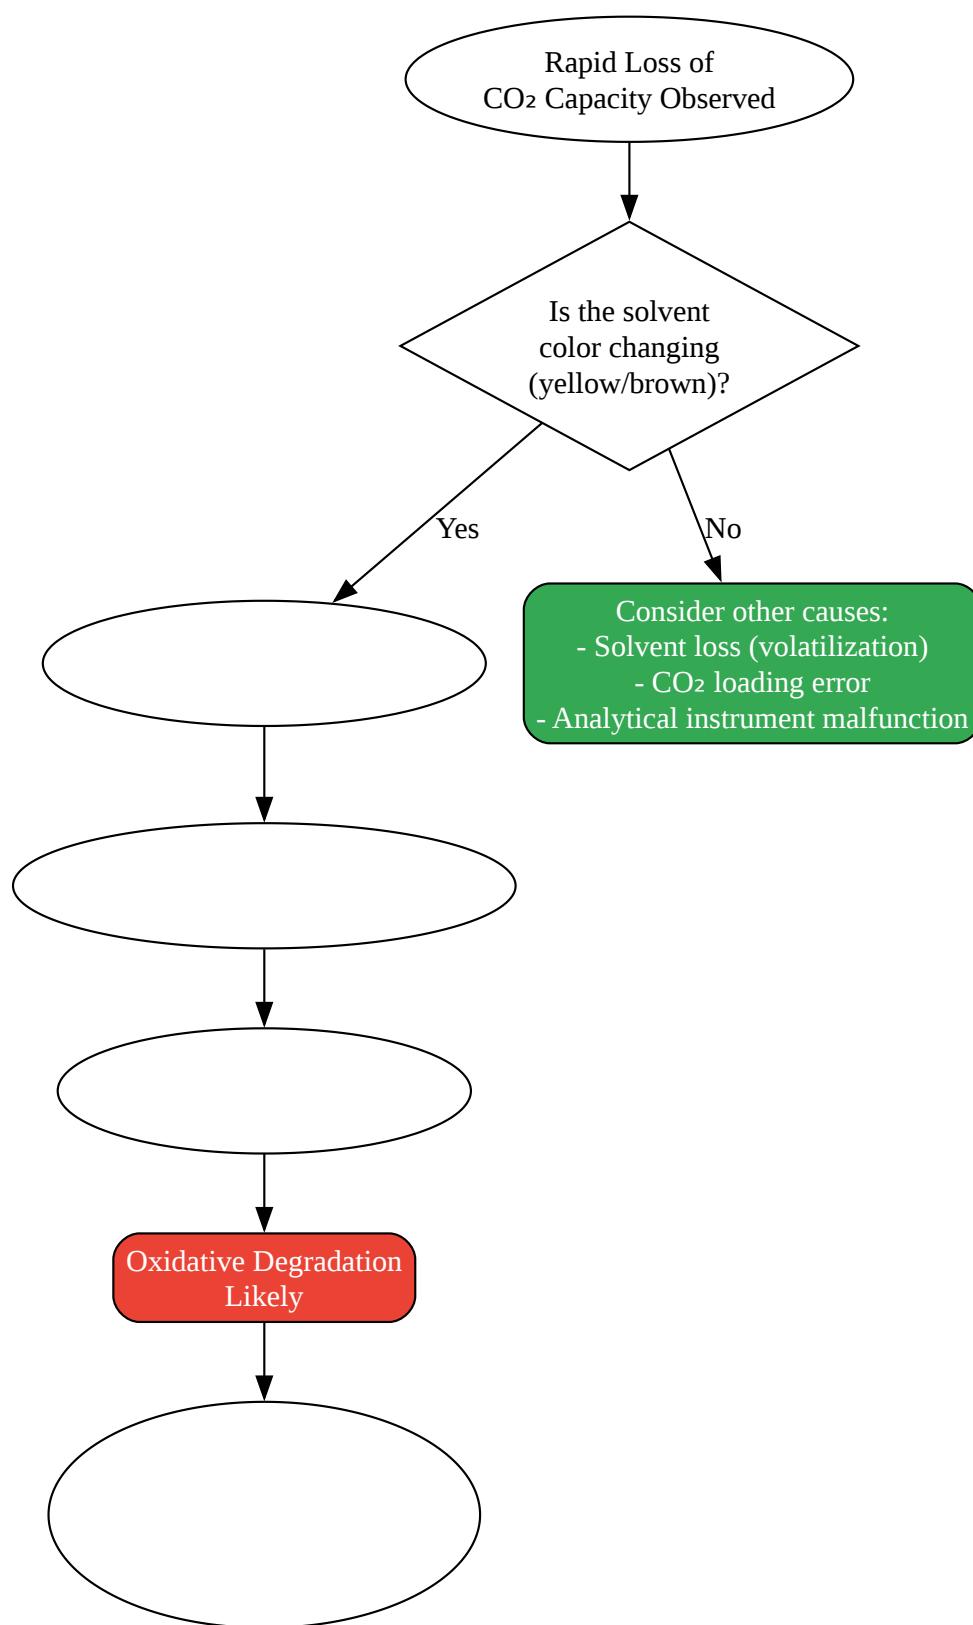 Rapid Loss of
CO₂ Capacity Observed
Is the solvent
color changing
(yellow/brown)?
Yes
No
Consider other causes:
- Solvent loss (volatilization)
- CO₂ loading error
- Analytical instrument malfunction
Oxidative Degradation
Likely